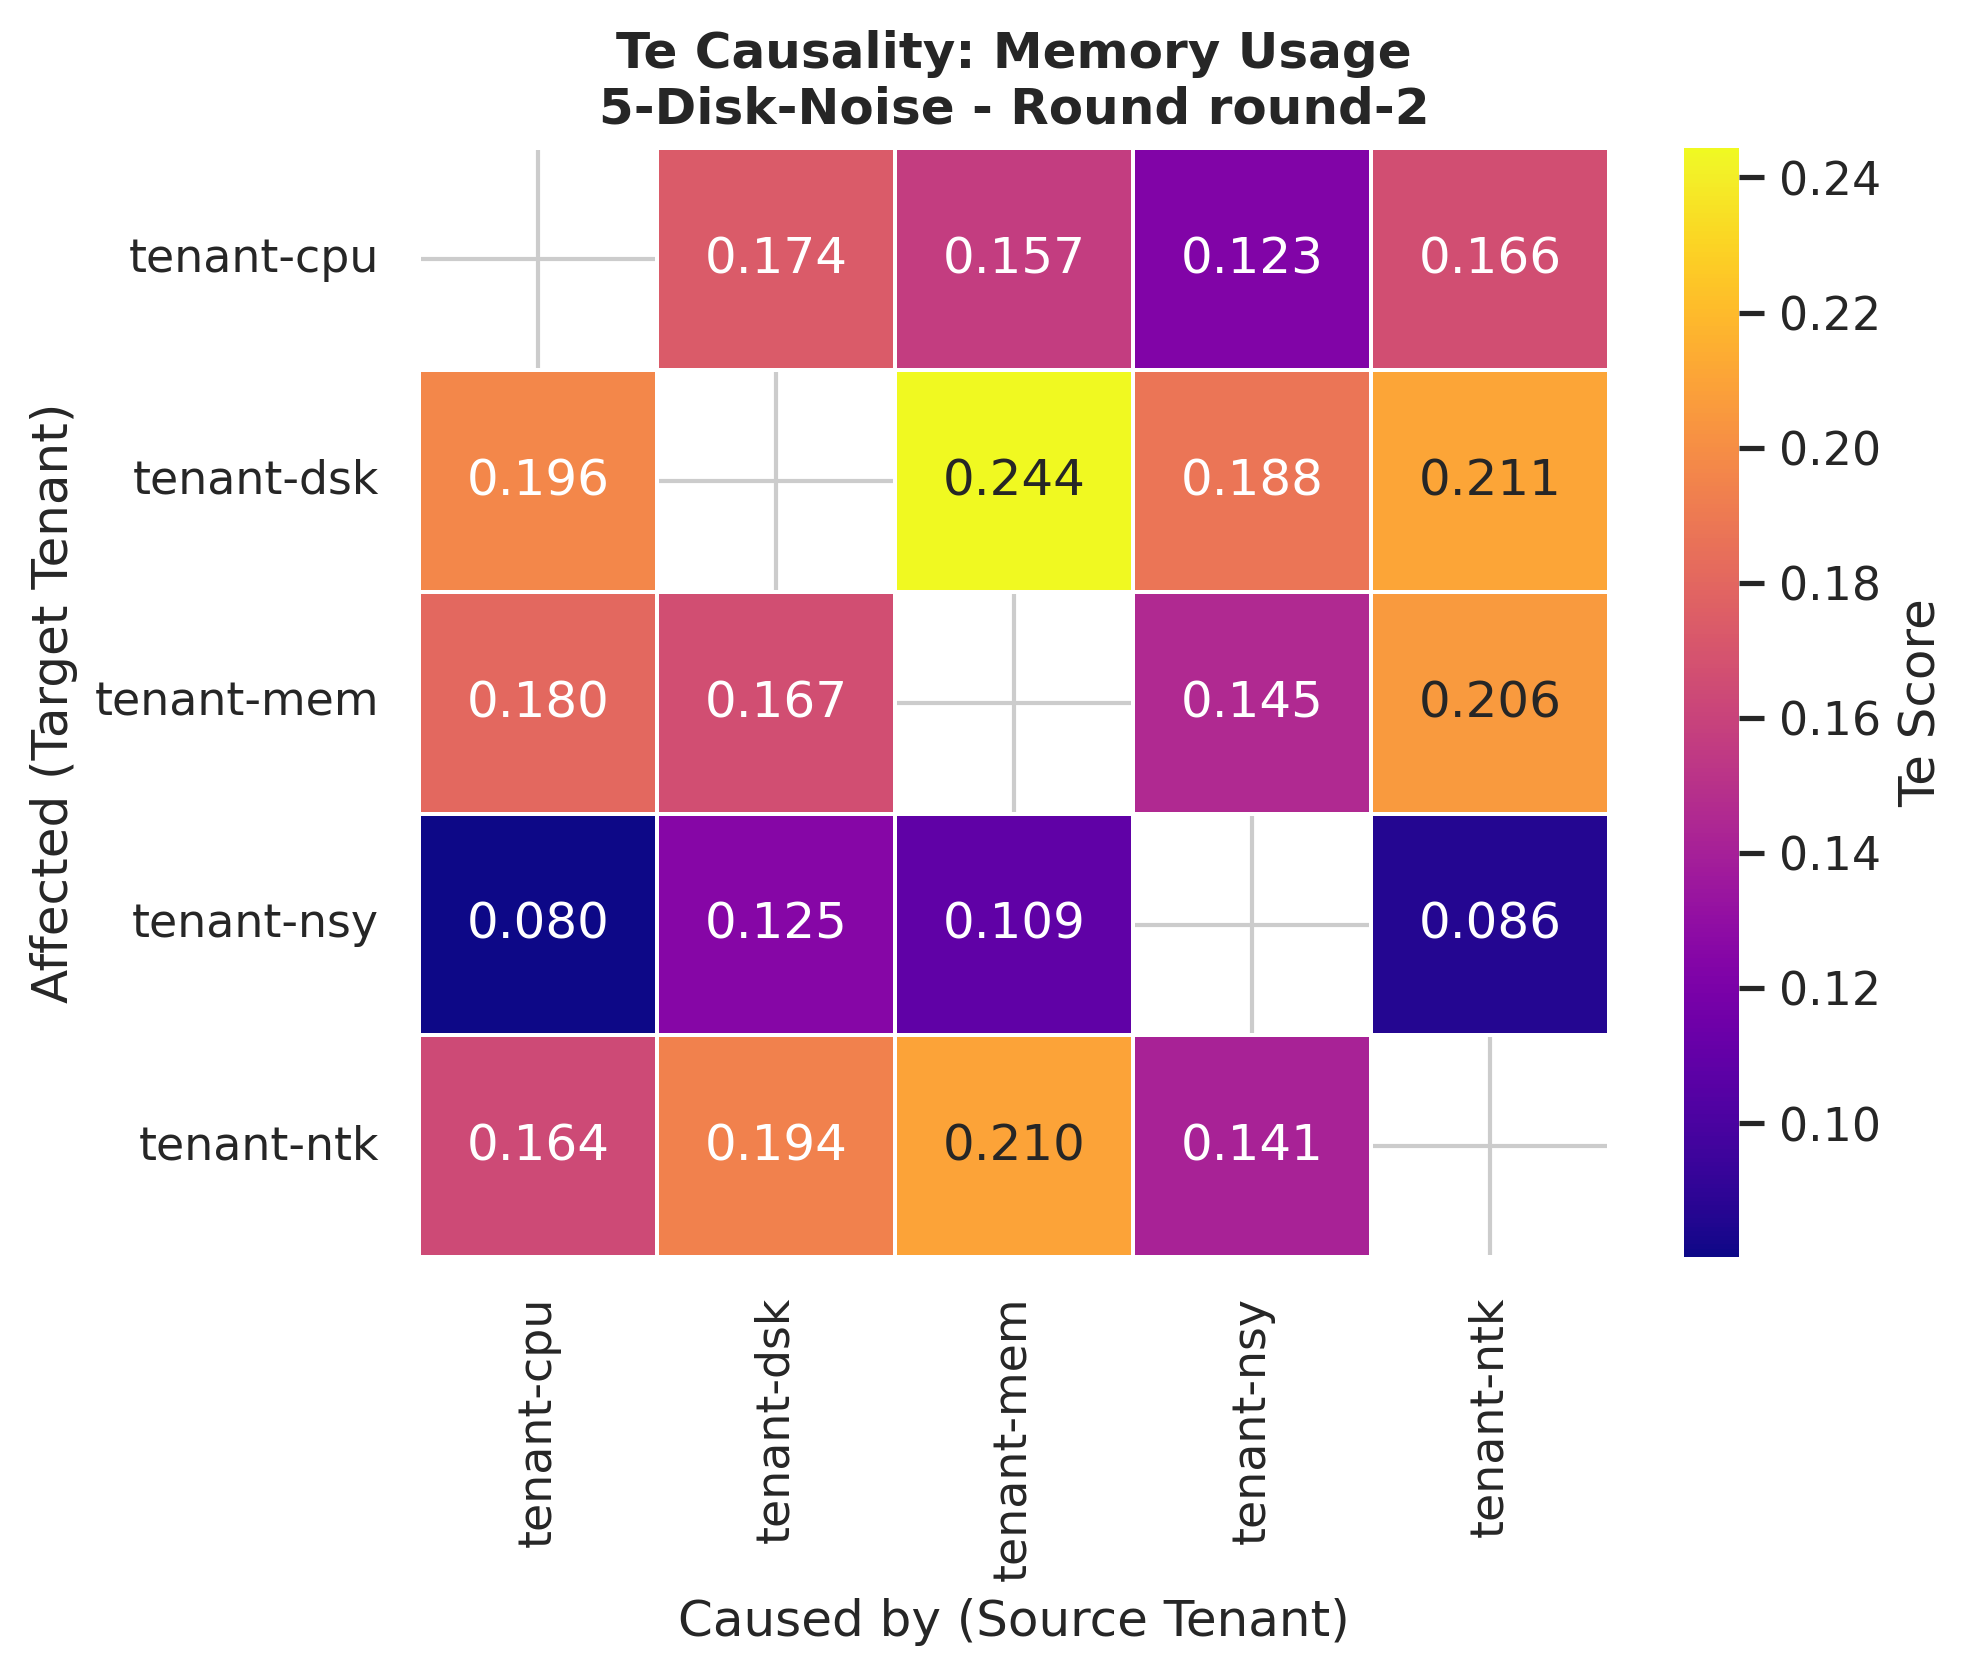 Te Causality: Memory Usage
5-Disk-Noise - Round round-2
Affected (Target Tenant)
tenant-cpu 0.174 0.157 0.123 0.166
tenant-dsk 0.196 0.244 0.188 0.211
tenant-mem 0.180 0.167 0.145 0.206
tenant-nsy 0.080 0.125 0.109 0.086
tenant-ntk 0.164 0.194 0.210 0.141
tenant-cpu
tenant-dsk
tenant-mem
tenant-nsy
tenant-ntk
Caused by (Source Tenant)
0.24
0.22
0.20
0.18
0.16
0.14
0.12
0.10
Te Score